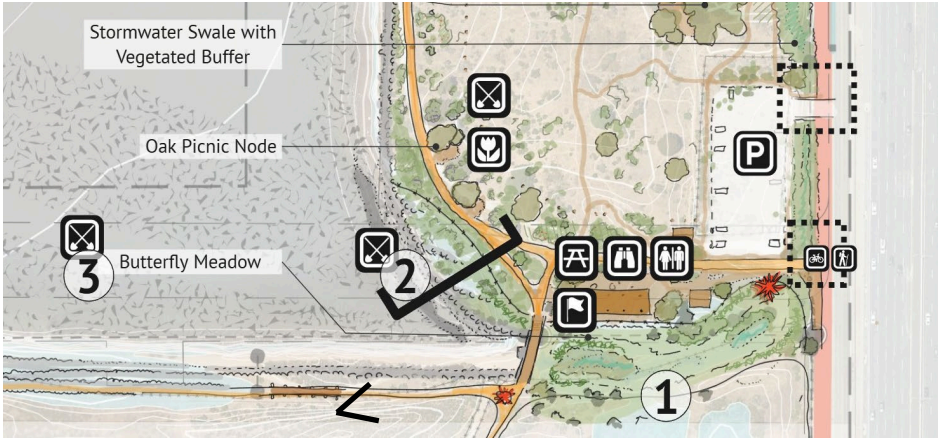 Stormwater Swale with
Vegetated Buffer
Oak Picnic Node
P
3
Butterfly Meadow
2
1